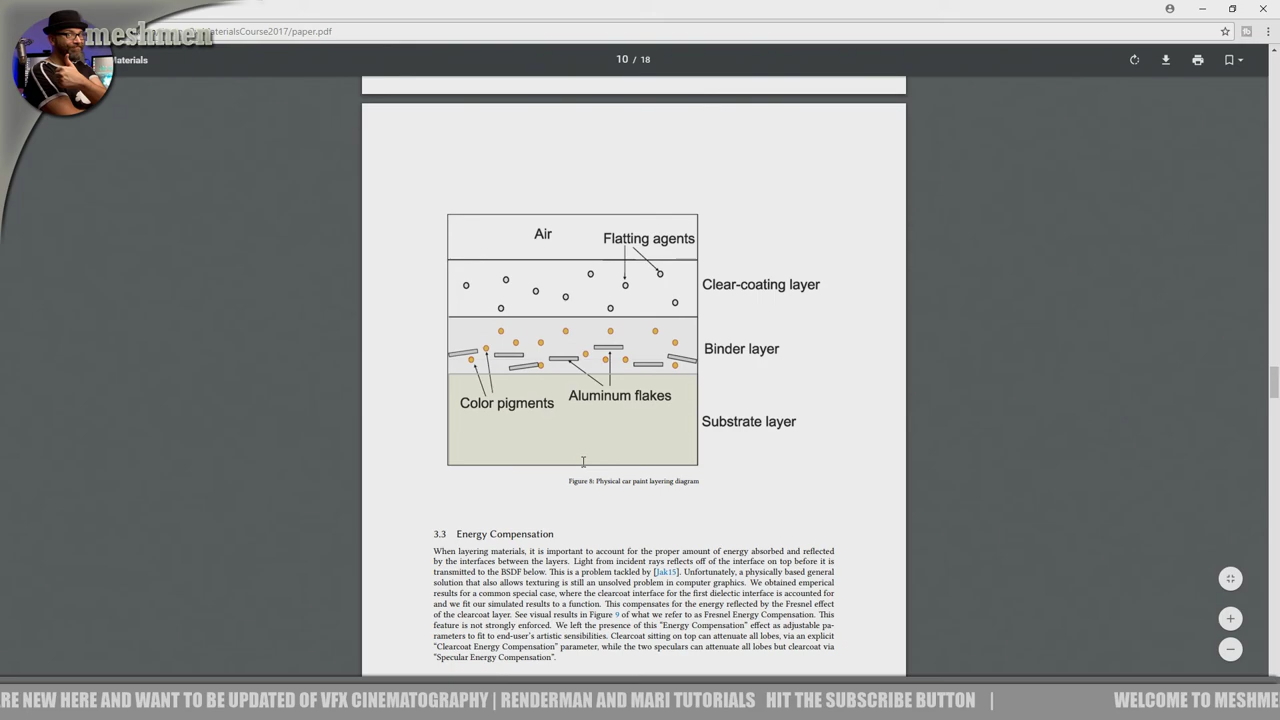 meshmen
MaterialsCourse2017/paper.pdf
Materials
10 / 18
Air
Flatting agents
Clear-coating layer
Binder layer
Color pigments
Aluminum flakes
Substrate layer
Figure 8: Physical car paint layering diagram
3.3 Energy Compensation
When layering materials, it is important to account for the proper amount of energy absorbed and reflected
by the interfaces between the layers. Light from incident rays reflects off of the interface on top before it is
transmitted to the BSDF below. This is a problem tackled by [Jak15]. Unfortunately, a physically based general
solution that also allows texturing is still an unsolved problem in computer graphics. We obtained emperical
results for a common special case, where the clearcoat interface for the first dielectric interface is accounted for
and we fit our simulated results to a function. This compensates for the energy reflected by the Fresnel effect
of the clearcoat layer. See visual results in Figure 9 of what we refer to as Fresnel Energy Compensation. This
feature is not strongly enforced. We left the presence of this "Energy Compensation" effect as adjustable pa-
rameters to fit to end-user's artistic sensibilities. Clearcoat sitting on top can attenuate all lobes, via an explicit
"Clearcoat Energy Compensation" parameter, while the two speculars can attenuate all lobes but clearcoat via
"Specular Energy Compensation".
ARE NEW HERE AND WANT TO BE UPDATED OF VFX CINEMATOGRAPHY | RENDERMAN AND MARI TUTORIALS HIT THE SUBSCRIBE BUTTON | WELCOME TO MESHME